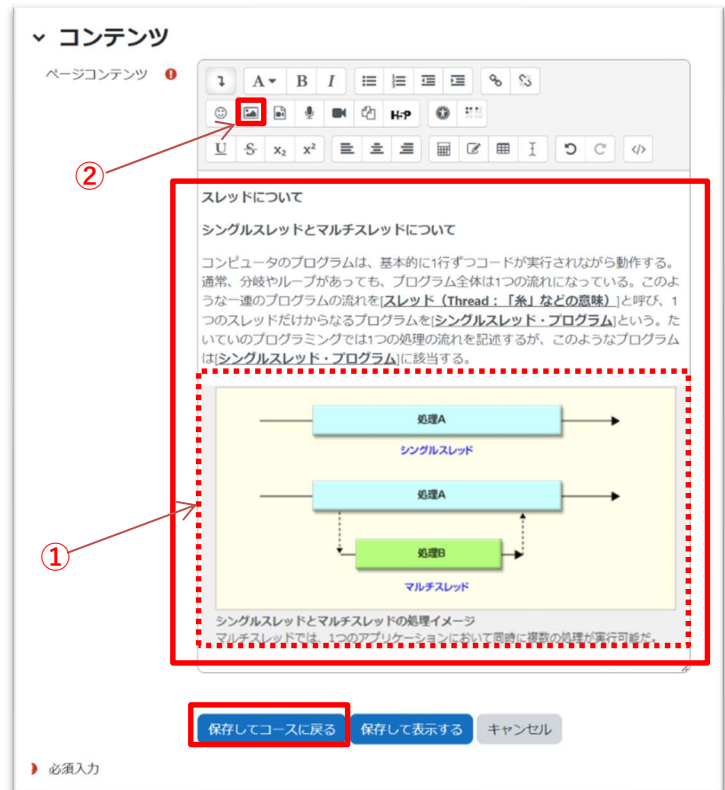 コンテンツ
ページコンテンツ
A B I
H5P
U S x₂ x² </>
②
スレッドについて
シングルスレッドとマルチスレッドについて
コンピュータのプログラムは、基本的に1行ずつコードが実行されながら動作する。
通常、分岐やループがあっても、プログラム全体は1つの流れになっている。このよ
うな一連のプログラムの流れを[スレッド（Thread：「糸」などの意味）]と呼び、1
つのスレッドだけからなるプログラムを[シングルスレッド・プログラム]という。た
いていのプログラミングでは1つの処理の流れを記述するが、このようなプログラム
は[シングルスレッド・プログラム]に該当する。
処理A
シングルスレッド
処理A
①
処理B
マルチスレッド
シングルスレッドとマルチスレッドの処理イメージ
マルチスレッドでは、1つのアプリケーションにおいて同時に複数の処理が実行可能だ。
保存してコースに戻る 保存して表示する キャンセル
必須入力